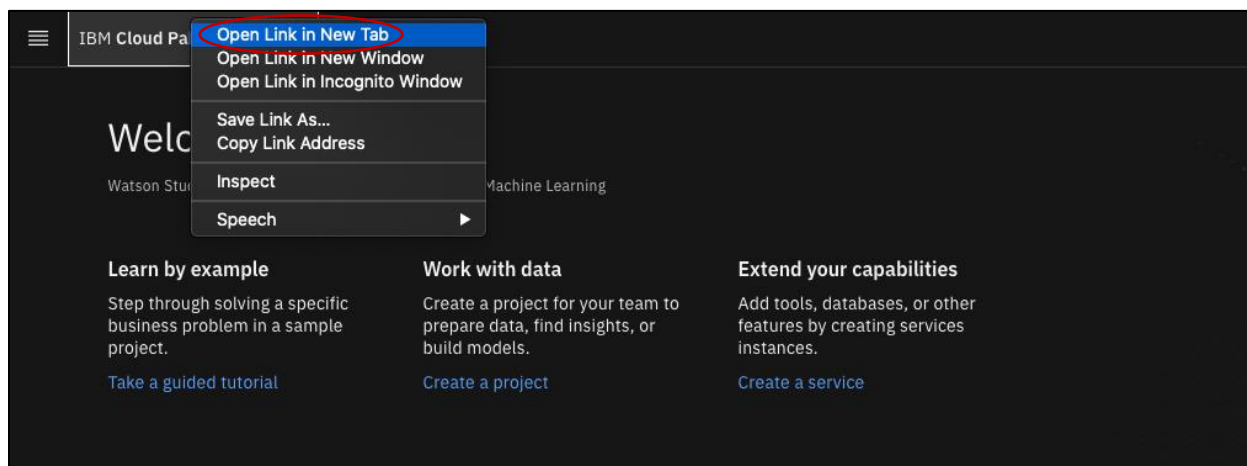 IBM Cloud Pa
Open Link in New Tab
Open Link in New Window
Open Link in Incognito Window
Save Link As...
Copy Link Address
Inspect
Speech
Welc
Watson Stu
Machine Learning
Learn by example
Step through solving a specific
business problem in a sample
project.
Take a guided tutorial
Work with data
Create a project for your team to
prepare data, find insights, or
build models.
Create a project
Extend your capabilities
Add tools, databases, or other
features by creating services
instances.
Create a service